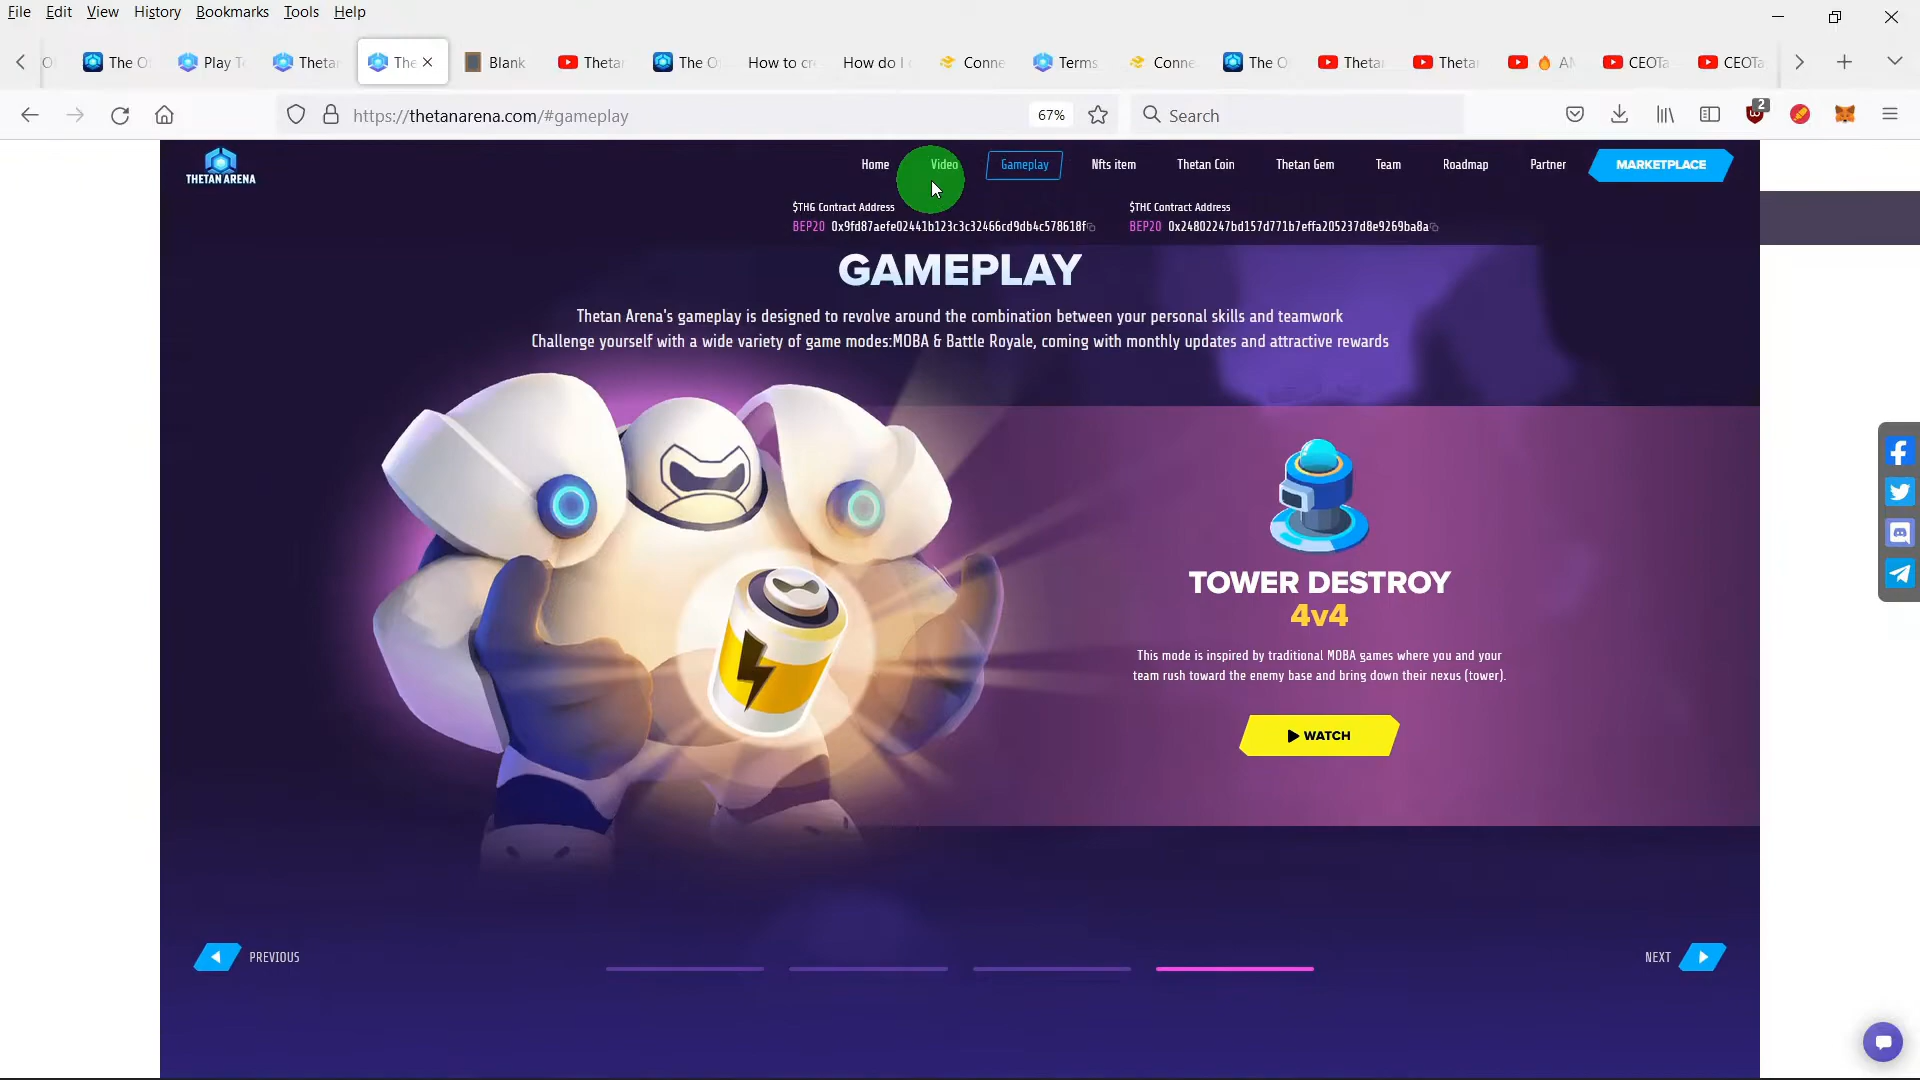 File Edit View History Bookmarks Tools Help
The O Play T Theta The Blank Theta The O How to cr How do I Conne Terms Conne The O Theta Theta CEOTa CEOTa
https://thetanarena.com/#gameplay 67% Search 2
THETAN ARENA Home Video Gameplay Nfts item Thetan Coin Thetan Gem Team Roadmap Partner MARKETPLACE
$THG Contract Address $THC Contract Address
BEP20 0x9fd87aefe02441b123c3c32466cd9db4c578618f BEP20 0x24802247bd157d771b7effa205237d8e9269ba8a
GAMEPLAY
Thetan Arena's gameplay is designed to revolve around the combination between your personal skills and teamwork
Challenge yourself with a wide variety of game modes:MOBA & Battle Royale, coming with monthly updates and attractive rewards
TOWER DESTROY
4v4
This mode is inspired by traditional MOBA games where you and your
team rush toward the enemy base and bring down their nexus (tower).
WATCH
PREVIOUS NEXT